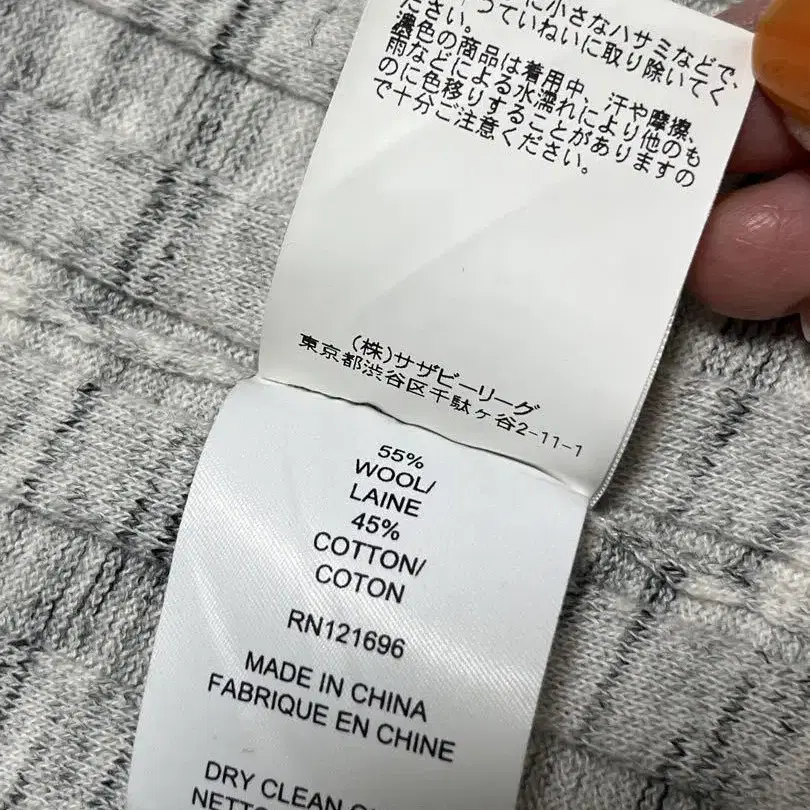 に小さなハサミなどで、
っていねいに取り除いてく
ださい。
濃色の商品は着用中、汗や摩擦、
雨などによる水濡れにより他のも
のに色移りすることがありますの
で十分ご注意ください。
(株)サザビーリーグ
東京都渋谷区千駄ヶ谷2-11-1
55%
WOOL/
LAINE
45%
COTTON/
COTON
RN121696
MADE IN CHINA
FABRIQUE EN CHINE
DRY CLEAN